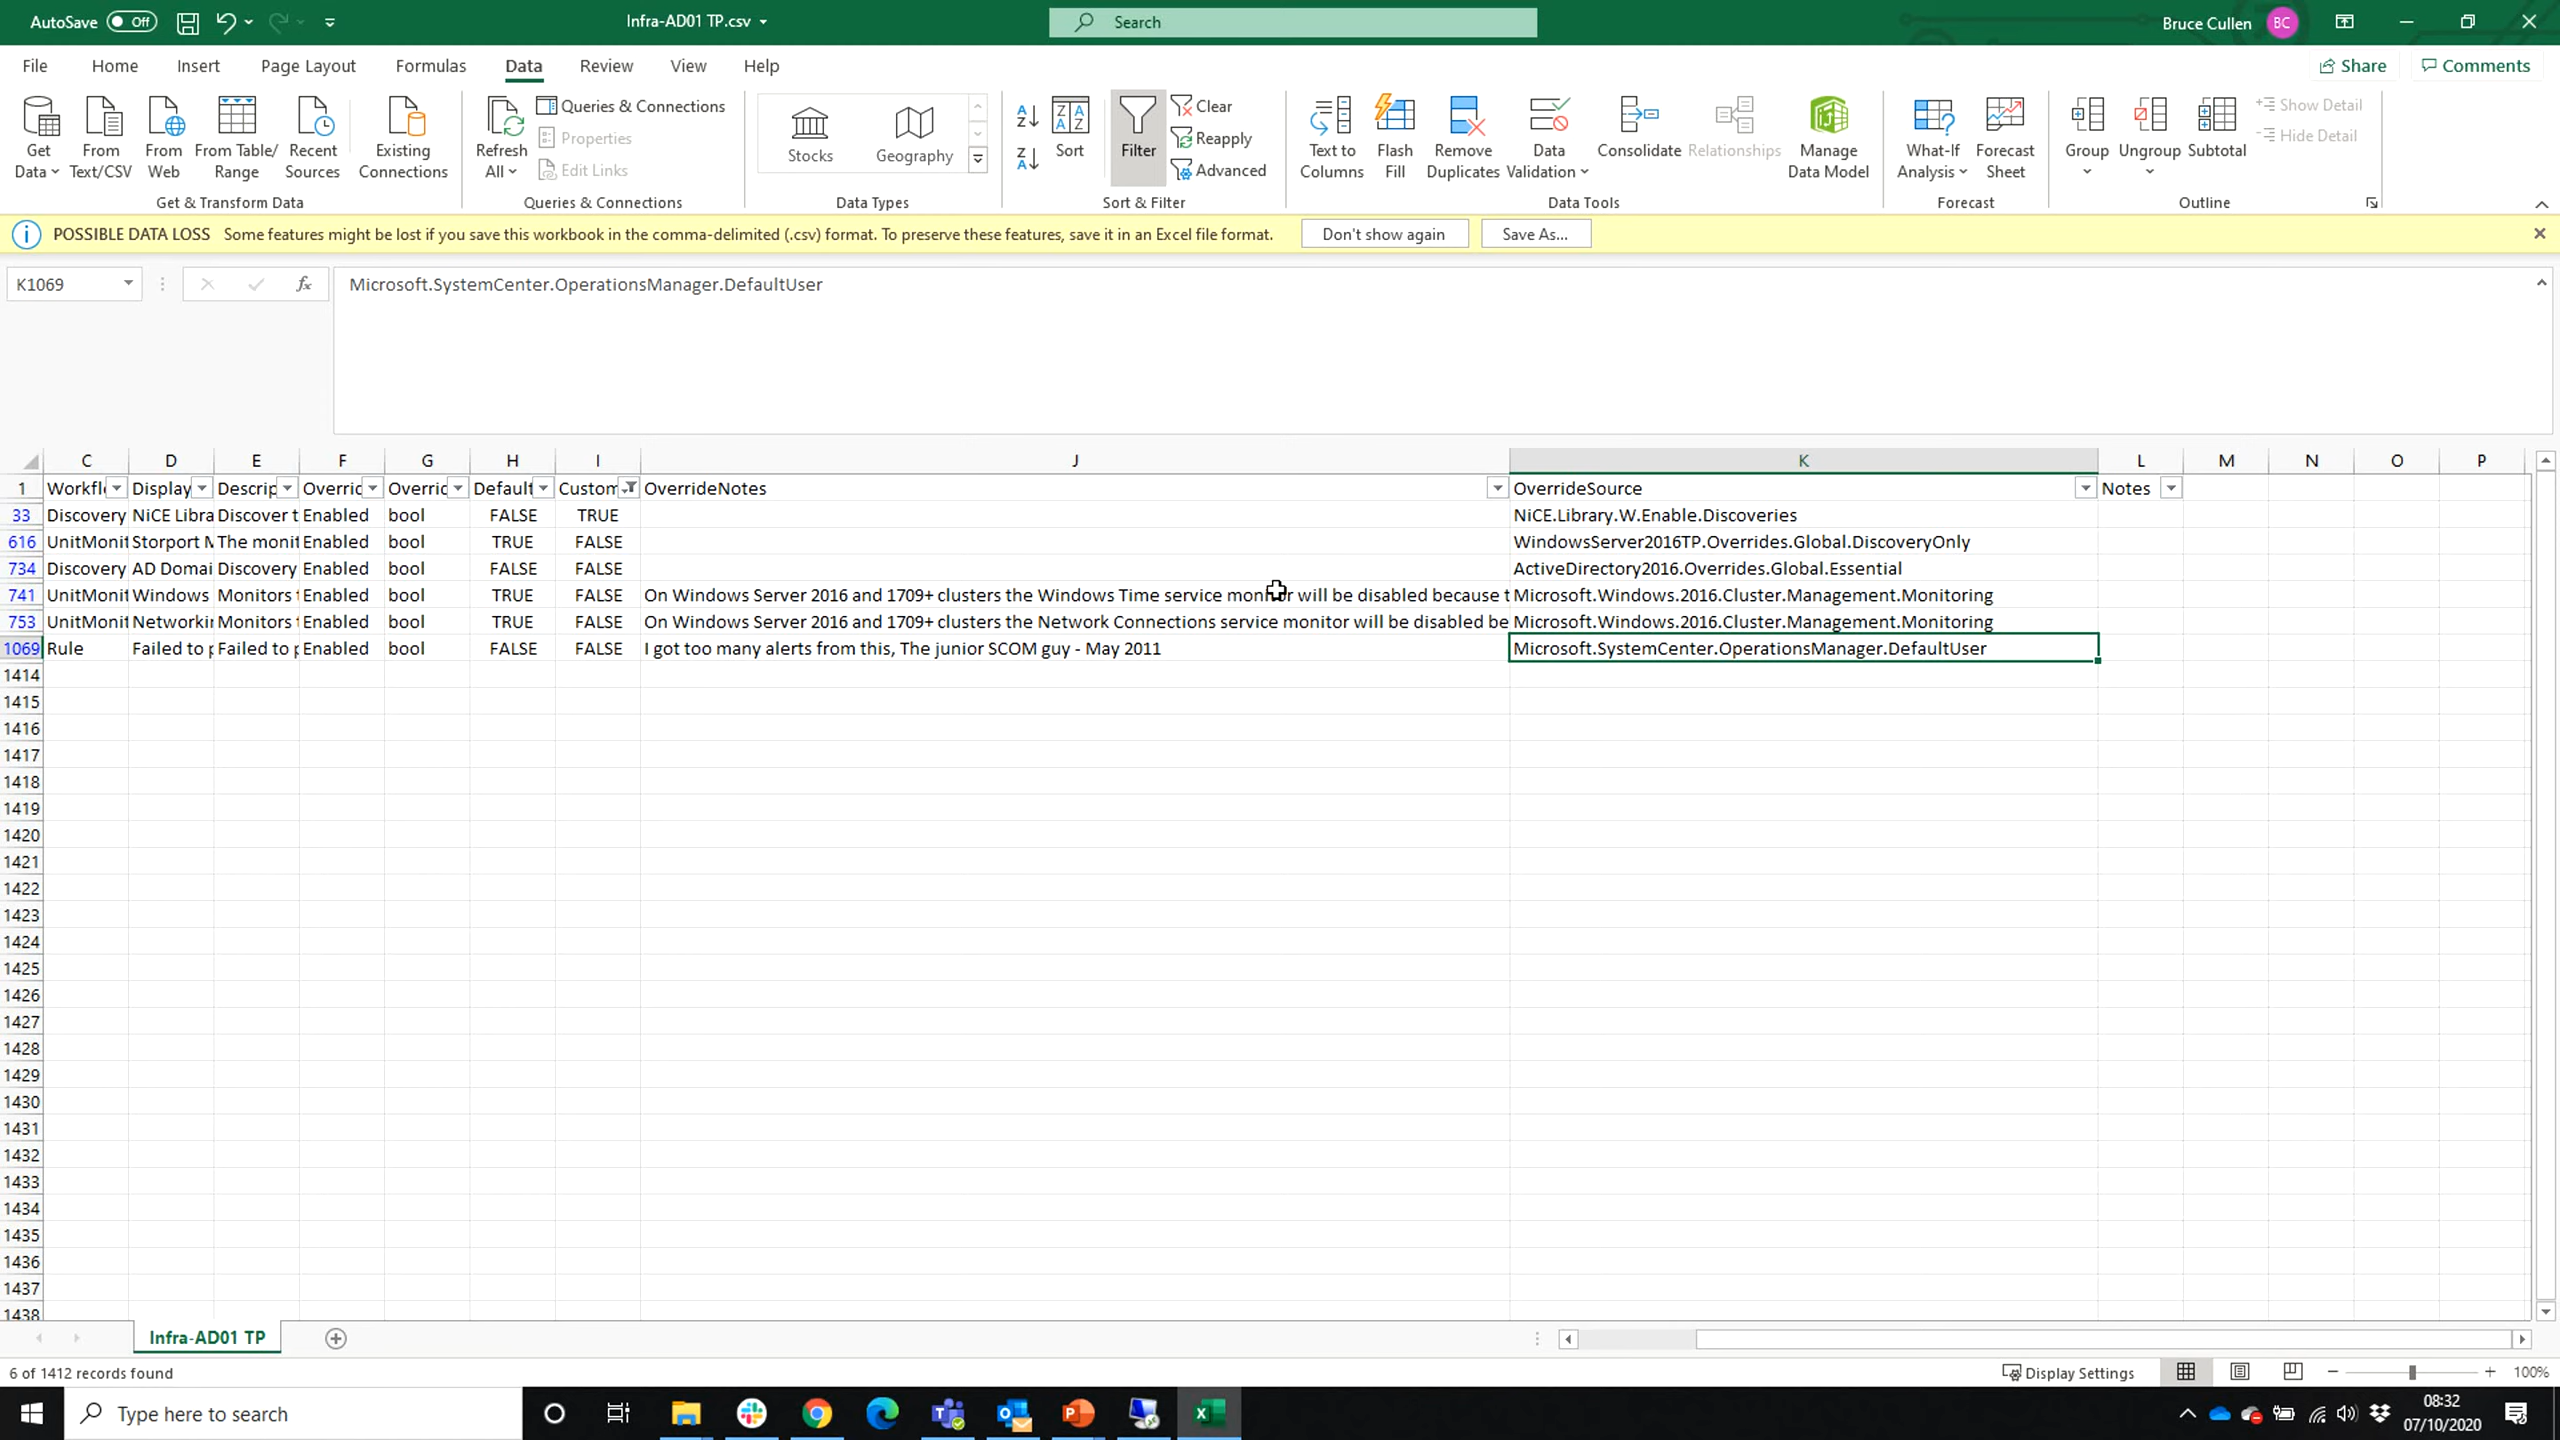 AutoSave Off Infra-AD01 TP.csv Search Bruce Cullen BC
File Home Insert Page Layout Formulas Data Review View Help Share Comments
Get Data From Text/CSV From Web From Table/ Range Recent Sources Existing Connections
Get & Transform Data
Refresh All Queries & Connections Properties Edit Links
Queries & Connections
Stocks Geography
Data Types
Sort Filter Clear Reapply Advanced
Sort & Filter
Text to Columns Flash Fill Remove Duplicates Data Validation Consolidate Relationships Manage Data Model
Data Tools
What-If Analysis Forecast Sheet
Forecast
Group Ungroup Subtotal Show Detail Hide Detail
Outline
POSSIBLE DATA LOSS Some features might be lost if you save this workbook in the comma-delimited (.csv) format. To preserve these features, save it in an Excel file format. Don't show again Save As...
K1069 fx Microsoft.SystemCenter.OperationsManager.DefaultUser
C D E F G H I J K L M N O P
1 Workfl Display Descrip Overric Overric Default Custom OverrideNotes OverrideSource Notes
33 Discovery NiCE Libra Discover t Enabled bool FALSE TRUE NiCE.Library.W.Enable.Discoveries
616 UnitMonit Storport M The monit Enabled bool TRUE FALSE WindowsServer2016TP.Overrides.Global.DiscoveryOnly
734 Discovery AD Domai Discovery Enabled bool FALSE FALSE ActiveDirectory2016.Overrides.Global.Essential
741 UnitMonit Windows Monitors t Enabled bool TRUE FALSE On Windows Server 2016 and 1709+ clusters the Windows Time service monitor will be disabled because t Microsoft.Windows.2016.Cluster.Management.Monitoring
753 UnitMonit Networkin Monitors t Enabled bool TRUE FALSE On Windows Server 2016 and 1709+ clusters the Network Connections service monitor will be disabled be Microsoft.Windows.2016.Cluster.Management.Monitoring
1069 Rule Failed to p Failed to p Enabled bool FALSE FALSE I got too many alerts from this, The junior SCOM guy - May 2011 Microsoft.SystemCenter.OperationsManager.DefaultUser
1414
1415
1416
1417
1418
1419
1420
1421
1422
1423
1424
1425
1426
1427
1428
1429
1430
1431
1432
1433
1434
1435
1436
1437
1438
Infra-AD01 TP
6 of 1412 records found Display Settings 100%
Type here to search 08:32
07/10/2020